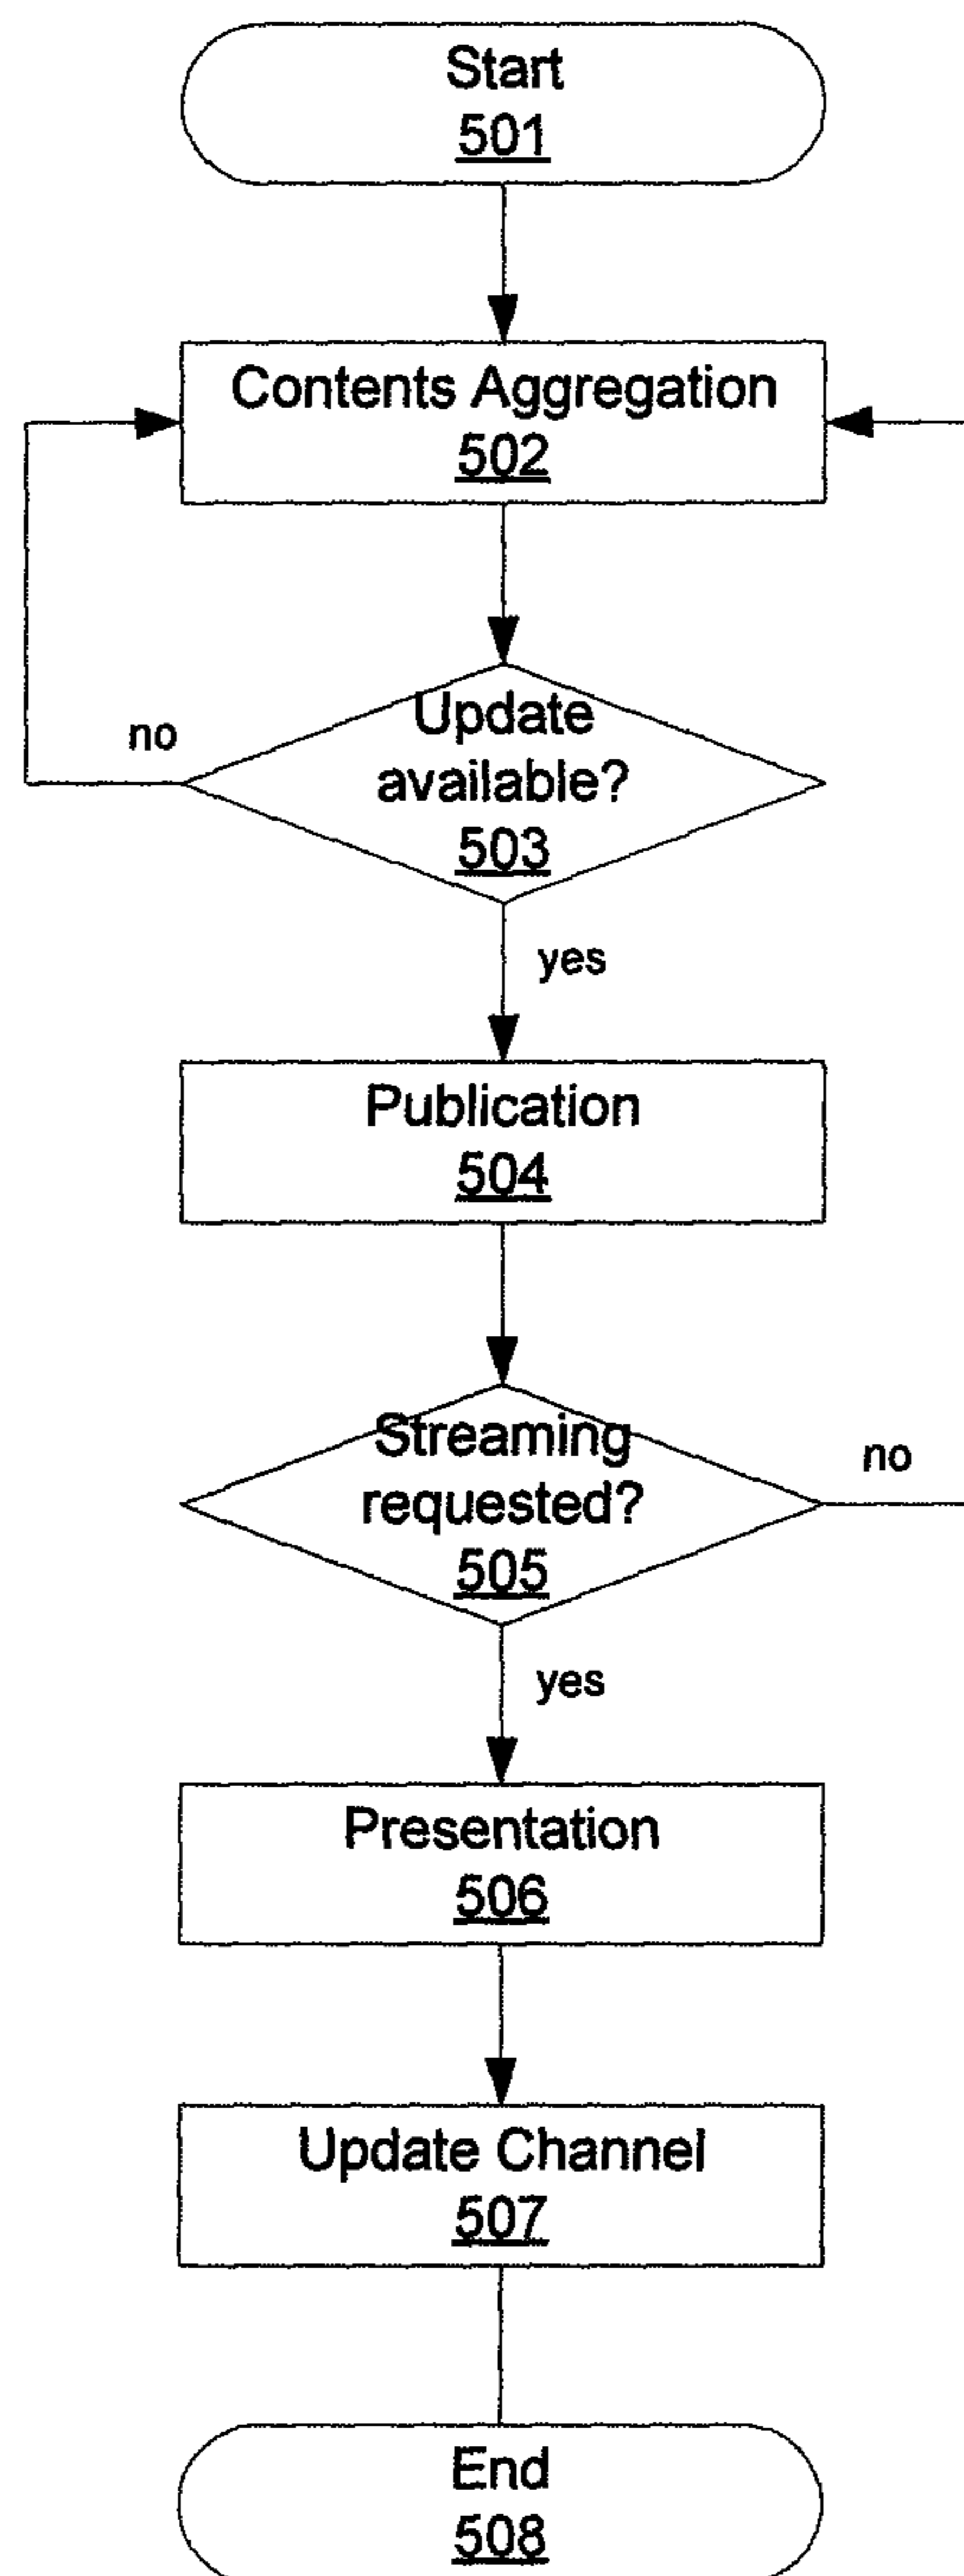 Start
501
Contents Aggregation
502
Update
available?
503
no
yes
Publication
504
Streaming
requested?
505
no
yes
Presentation
506
Update Channel
507
End
508